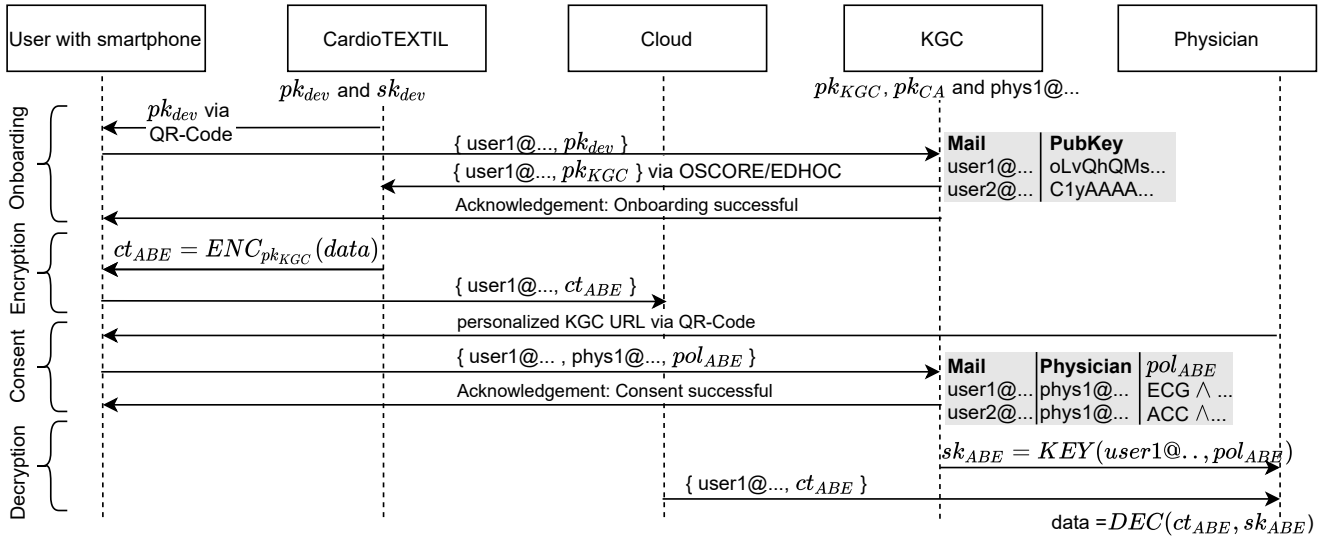 User with smartphone
CardioTEXTIL
Cloud
KGC
Physician
pk_dev and sk_dev
pk_KGC, pk_CA and phys1@...
Onboarding
pk_dev via
QR-Code
{ user1@..., pk_dev }
{ user1@..., pk_KGC } via OSCORE/EDHOC
Acknowledgement: Onboarding successful
Mail PubKey
user1@... oLvQhQMs...
user2@... C1yAAAA...
Encryption
ct_ABE = ENC_pk_KGC(data)
{ user1@..., ct_ABE }
Consent
personalized KGC URL via QR-Code
{ user1@... , phys1@..., pol_ABE }
Acknowledgement: Consent successful
Mail Physician pol_ABE
user1@... phys1@... ECG ∧ ...
user2@... phys1@... ACC ∧...
Decryption
sk_ABE = KEY(user1@.., pol_ABE)
{ user1@..., ct_ABE }
data =DEC(ct_ABE, sk_ABE)